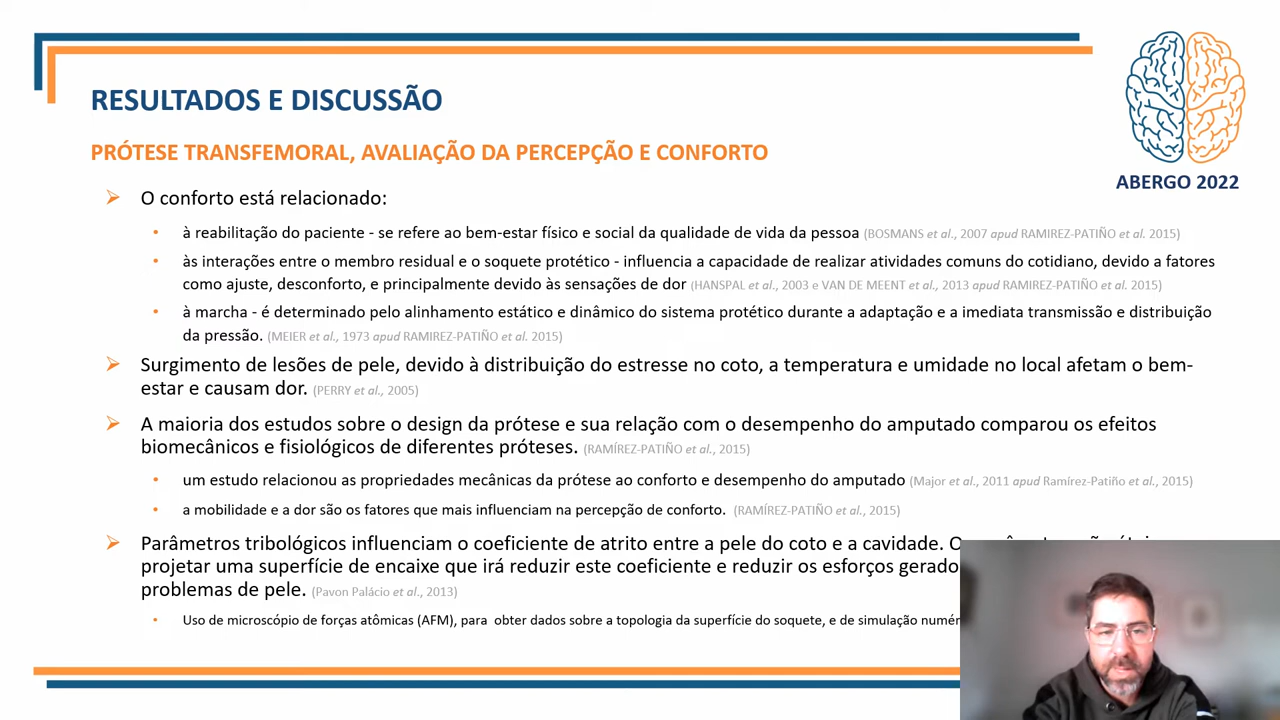 RESULTADOS E DISCUSSÃO
ABERGO 2022
PRÓTESE TRANSFEMORAL, AVALIAÇÃO DA PERCEPÇÃO E CONFORTO
O conforto está relacionado:
à reabilitação do paciente - se refere ao bem-estar físico e social da qualidade de vida da pessoa (BOSMANS et al., 2007 apud RAMIREZ-PATIÑO et al. 2015)
às interações entre o membro residual e o soquete protético - influencia a capacidade de realizar atividades comuns do cotidiano, devido a fatores
como ajuste, desconforto, e principalmente devido às sensações de dor (HANSPAL et al., 2003 e VAN DE MEENT et al., 2013 apud RAMIREZ-PATIÑO et al. 2015)
à marcha - é determinado pelo alinhamento estático e dinâmico do sistema protético durante a adaptação e a imediata transmissão e distribuição
da pressão. (MEIER et al., 1973 apud RAMIREZ-PATIÑO et al. 2015)
Surgimento de lesões de pele, devido à distribuição do estresse no coto, a temperatura e umidade no local afetam o bem-
estar e causam dor. (PERRY et al., 2005)
A maioria dos estudos sobre o design da prótese e sua relação com o desempenho do amputado comparou os efeitos
biomecânicos e fisiológicos de diferentes próteses. (RAMÍREZ-PATIÑO et al., 2015)
um estudo relacionou as propriedades mecânicas da prótese ao conforto e desempenho do amputado (Major et al., 2011 apud Ramírez-Patiño et al., 2015)
a mobilidade e a dor são os fatores que mais influenciam na percepção de conforto. (RAMÍREZ-PATIÑO et al., 2015)
Parâmetros tribológicos influenciam o coeficiente de atrito entre a pele do coto e a cavidade.
projetar uma superfície de encaixe que irá reduzir este coeficiente e reduzir os esforços
problemas de pele. (Pavon Palácio et al., 2013)
Uso de microscópio de forças atômicas (AFM), para obter dados sobre a topologia da superfície do soquete, e de simulação